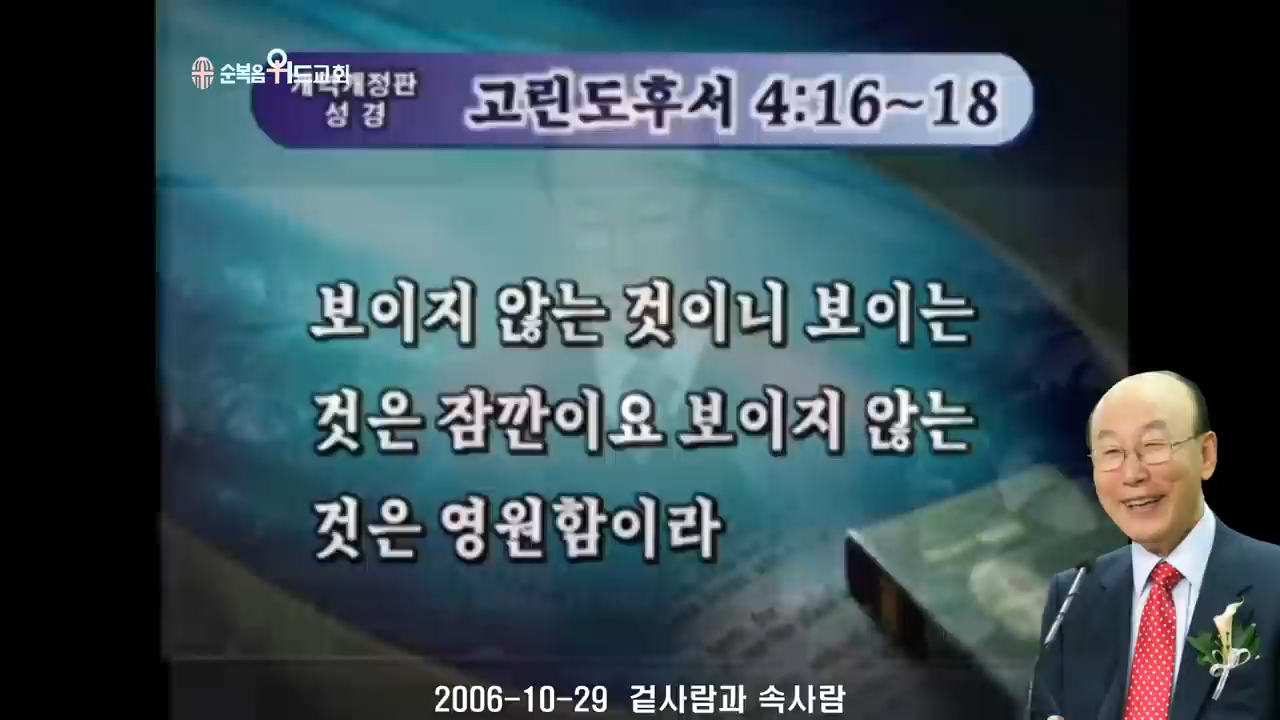 순복음위드교회
개역개정판
성경
고린도후서 4:16~18
보이지 않는 것이니 보이는
것은 잠깐이요 보이지 않는
것은 영원함이라
2006-10-29 겉사람과 속사람